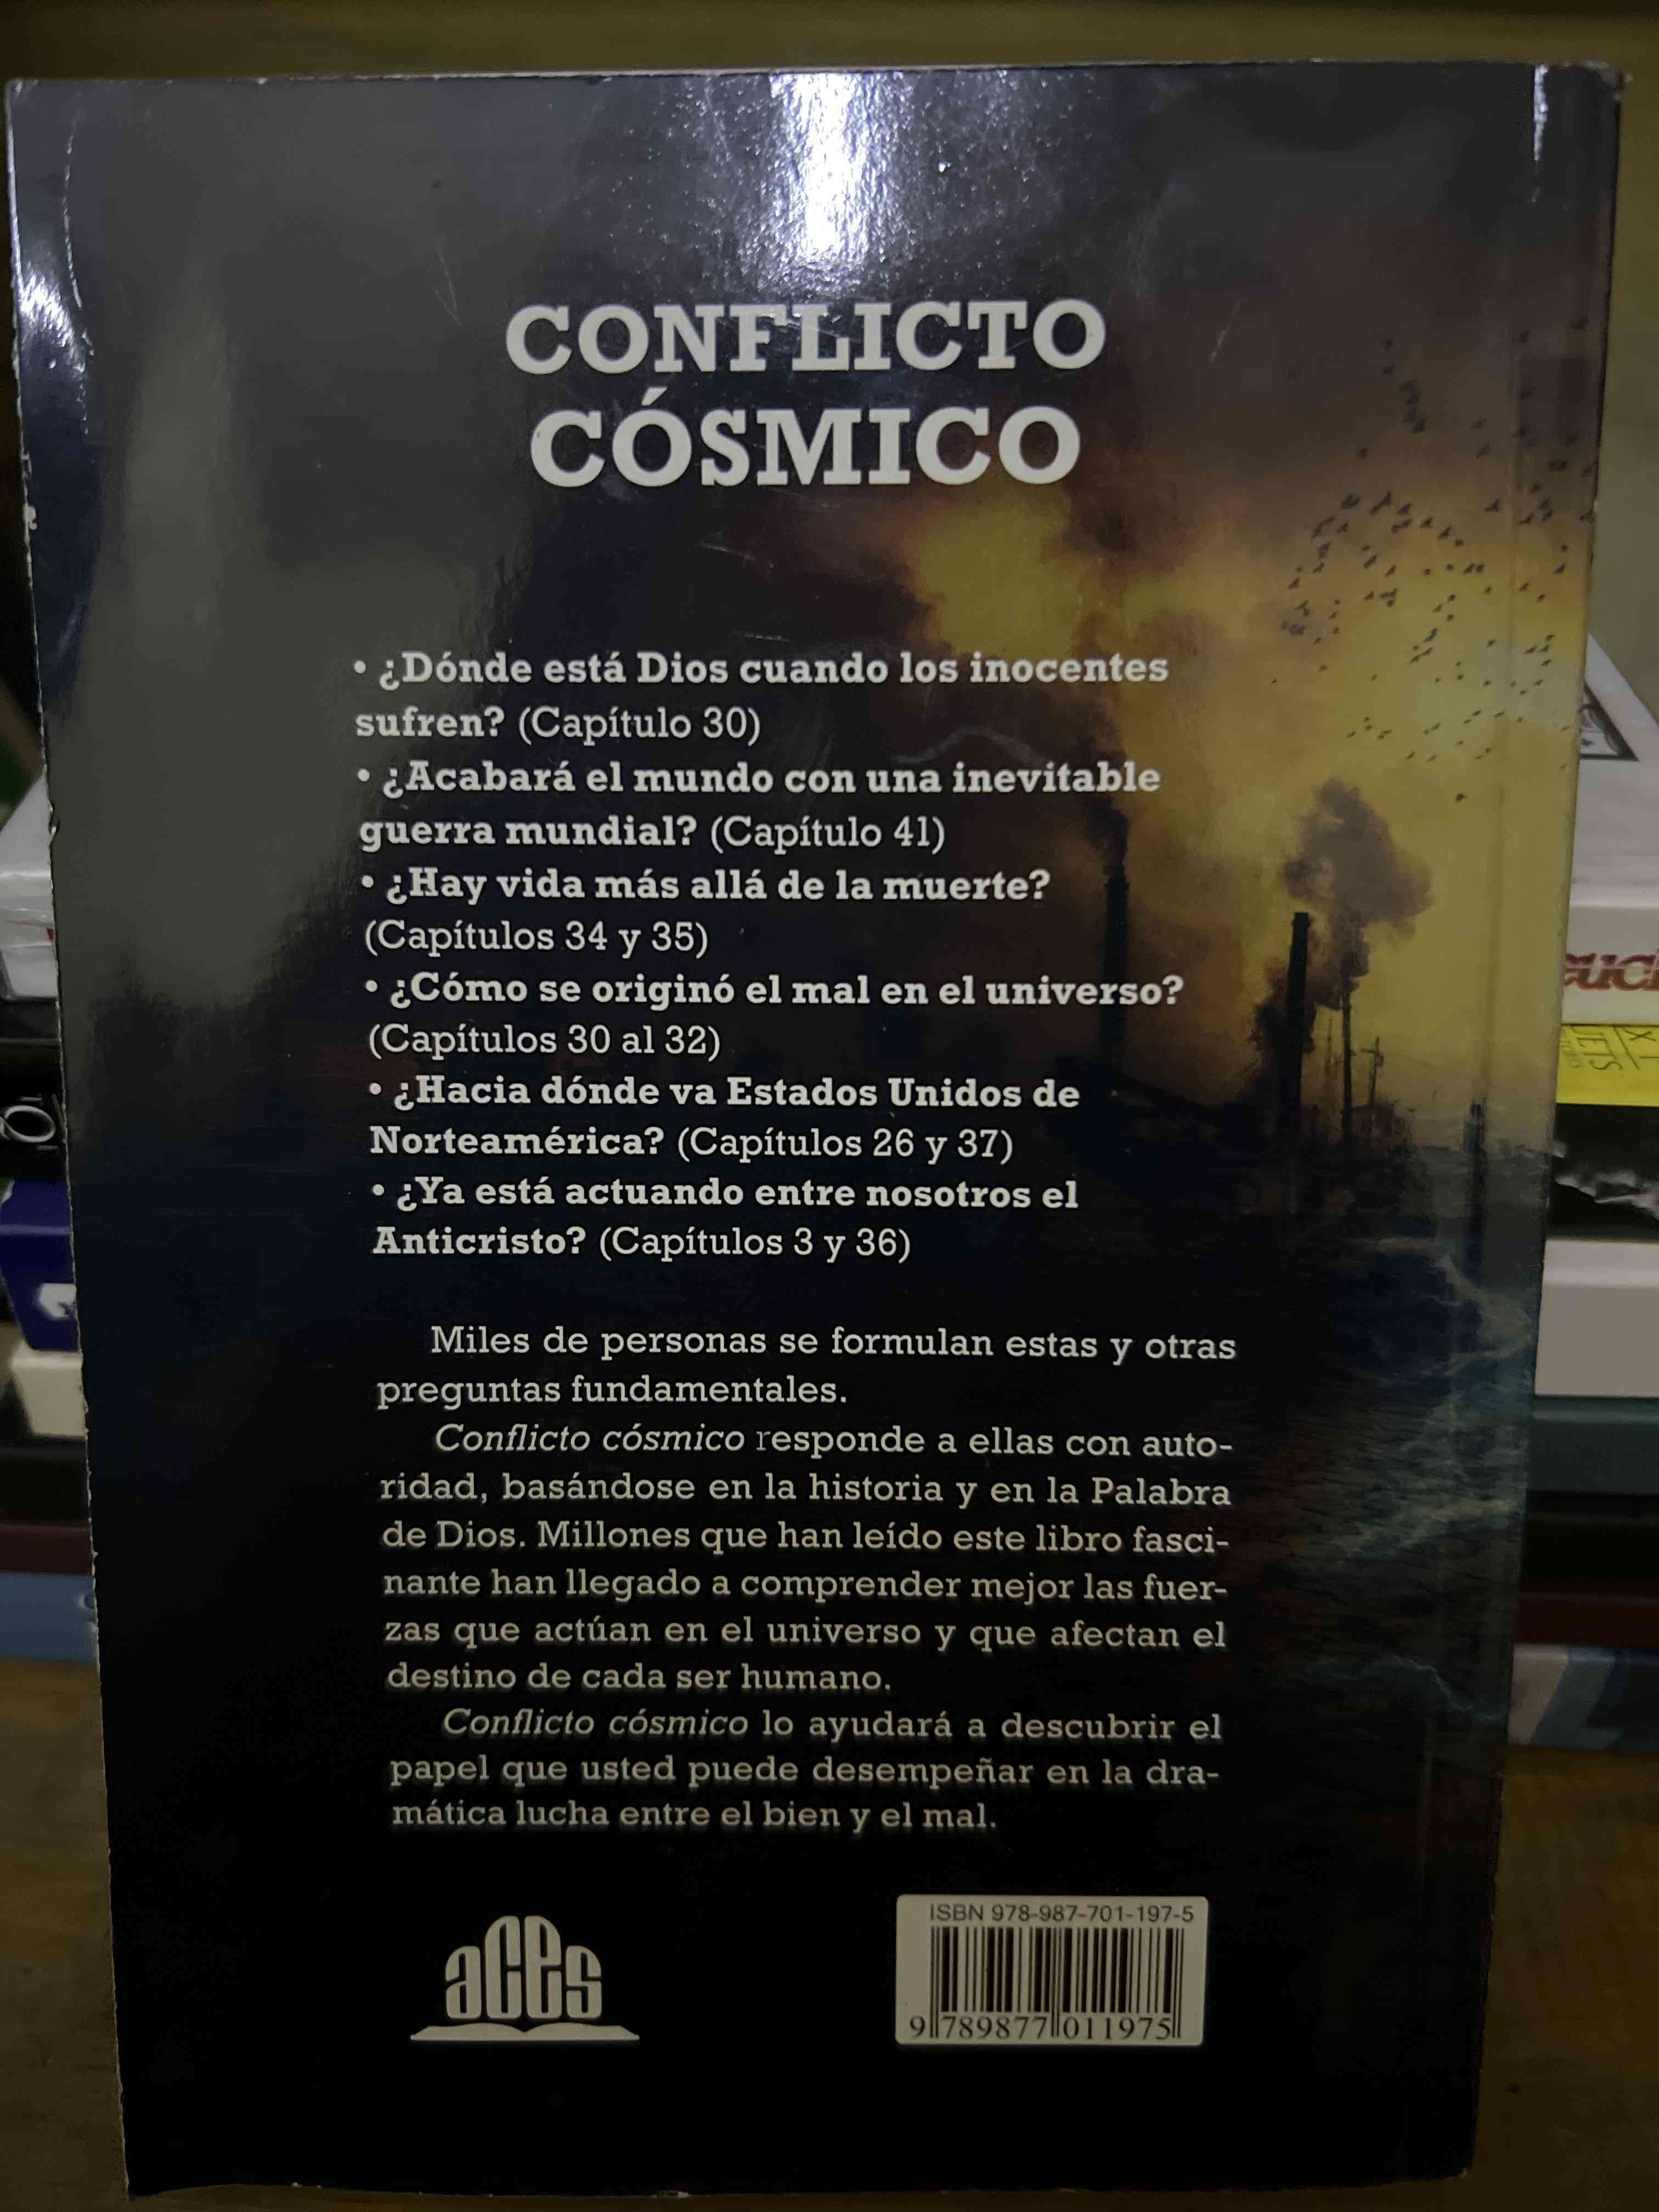 CONFLICTO
CÓSMICO
• ¿Dónde está Dios cuando los inocentes
sufren? (Capítulo 30)
• ¿Acabará el mundo con una inevitable
guerra mundial? (Capítulo 41)
• ¿Hay vida más allá de la muerte?
(Capítulos 34 y 35)
• ¿Cómo se originó el mal en el universo?
(Capítulos 30 al 32)
• ¿Hacia dónde va Estados Unidos de
Norteamérica? (Capítulos 26 y 37)
• ¿Ya está actuando entre nosotros el
Anticristo? (Capítulos 3 y 36)
Miles de personas se formulan estas y otras
preguntas fundamentales.
Conflicto cósmico responde a ellas con auto-
ridad, basándose en la historia y en la Palabra
de Dios. Millones que han leído este libro fasci-
nante han llegado a comprender mejor las fuer-
zas que actúan en el universo y que afectan el
destino de cada ser humano.
Conflicto cósmico lo ayudará a descubrir el
papel que usted puede desempeñar en la dra-
mática lucha entre el bien y el mal.
aces
ISBN 978-987-701-197-5
9 789877 011975